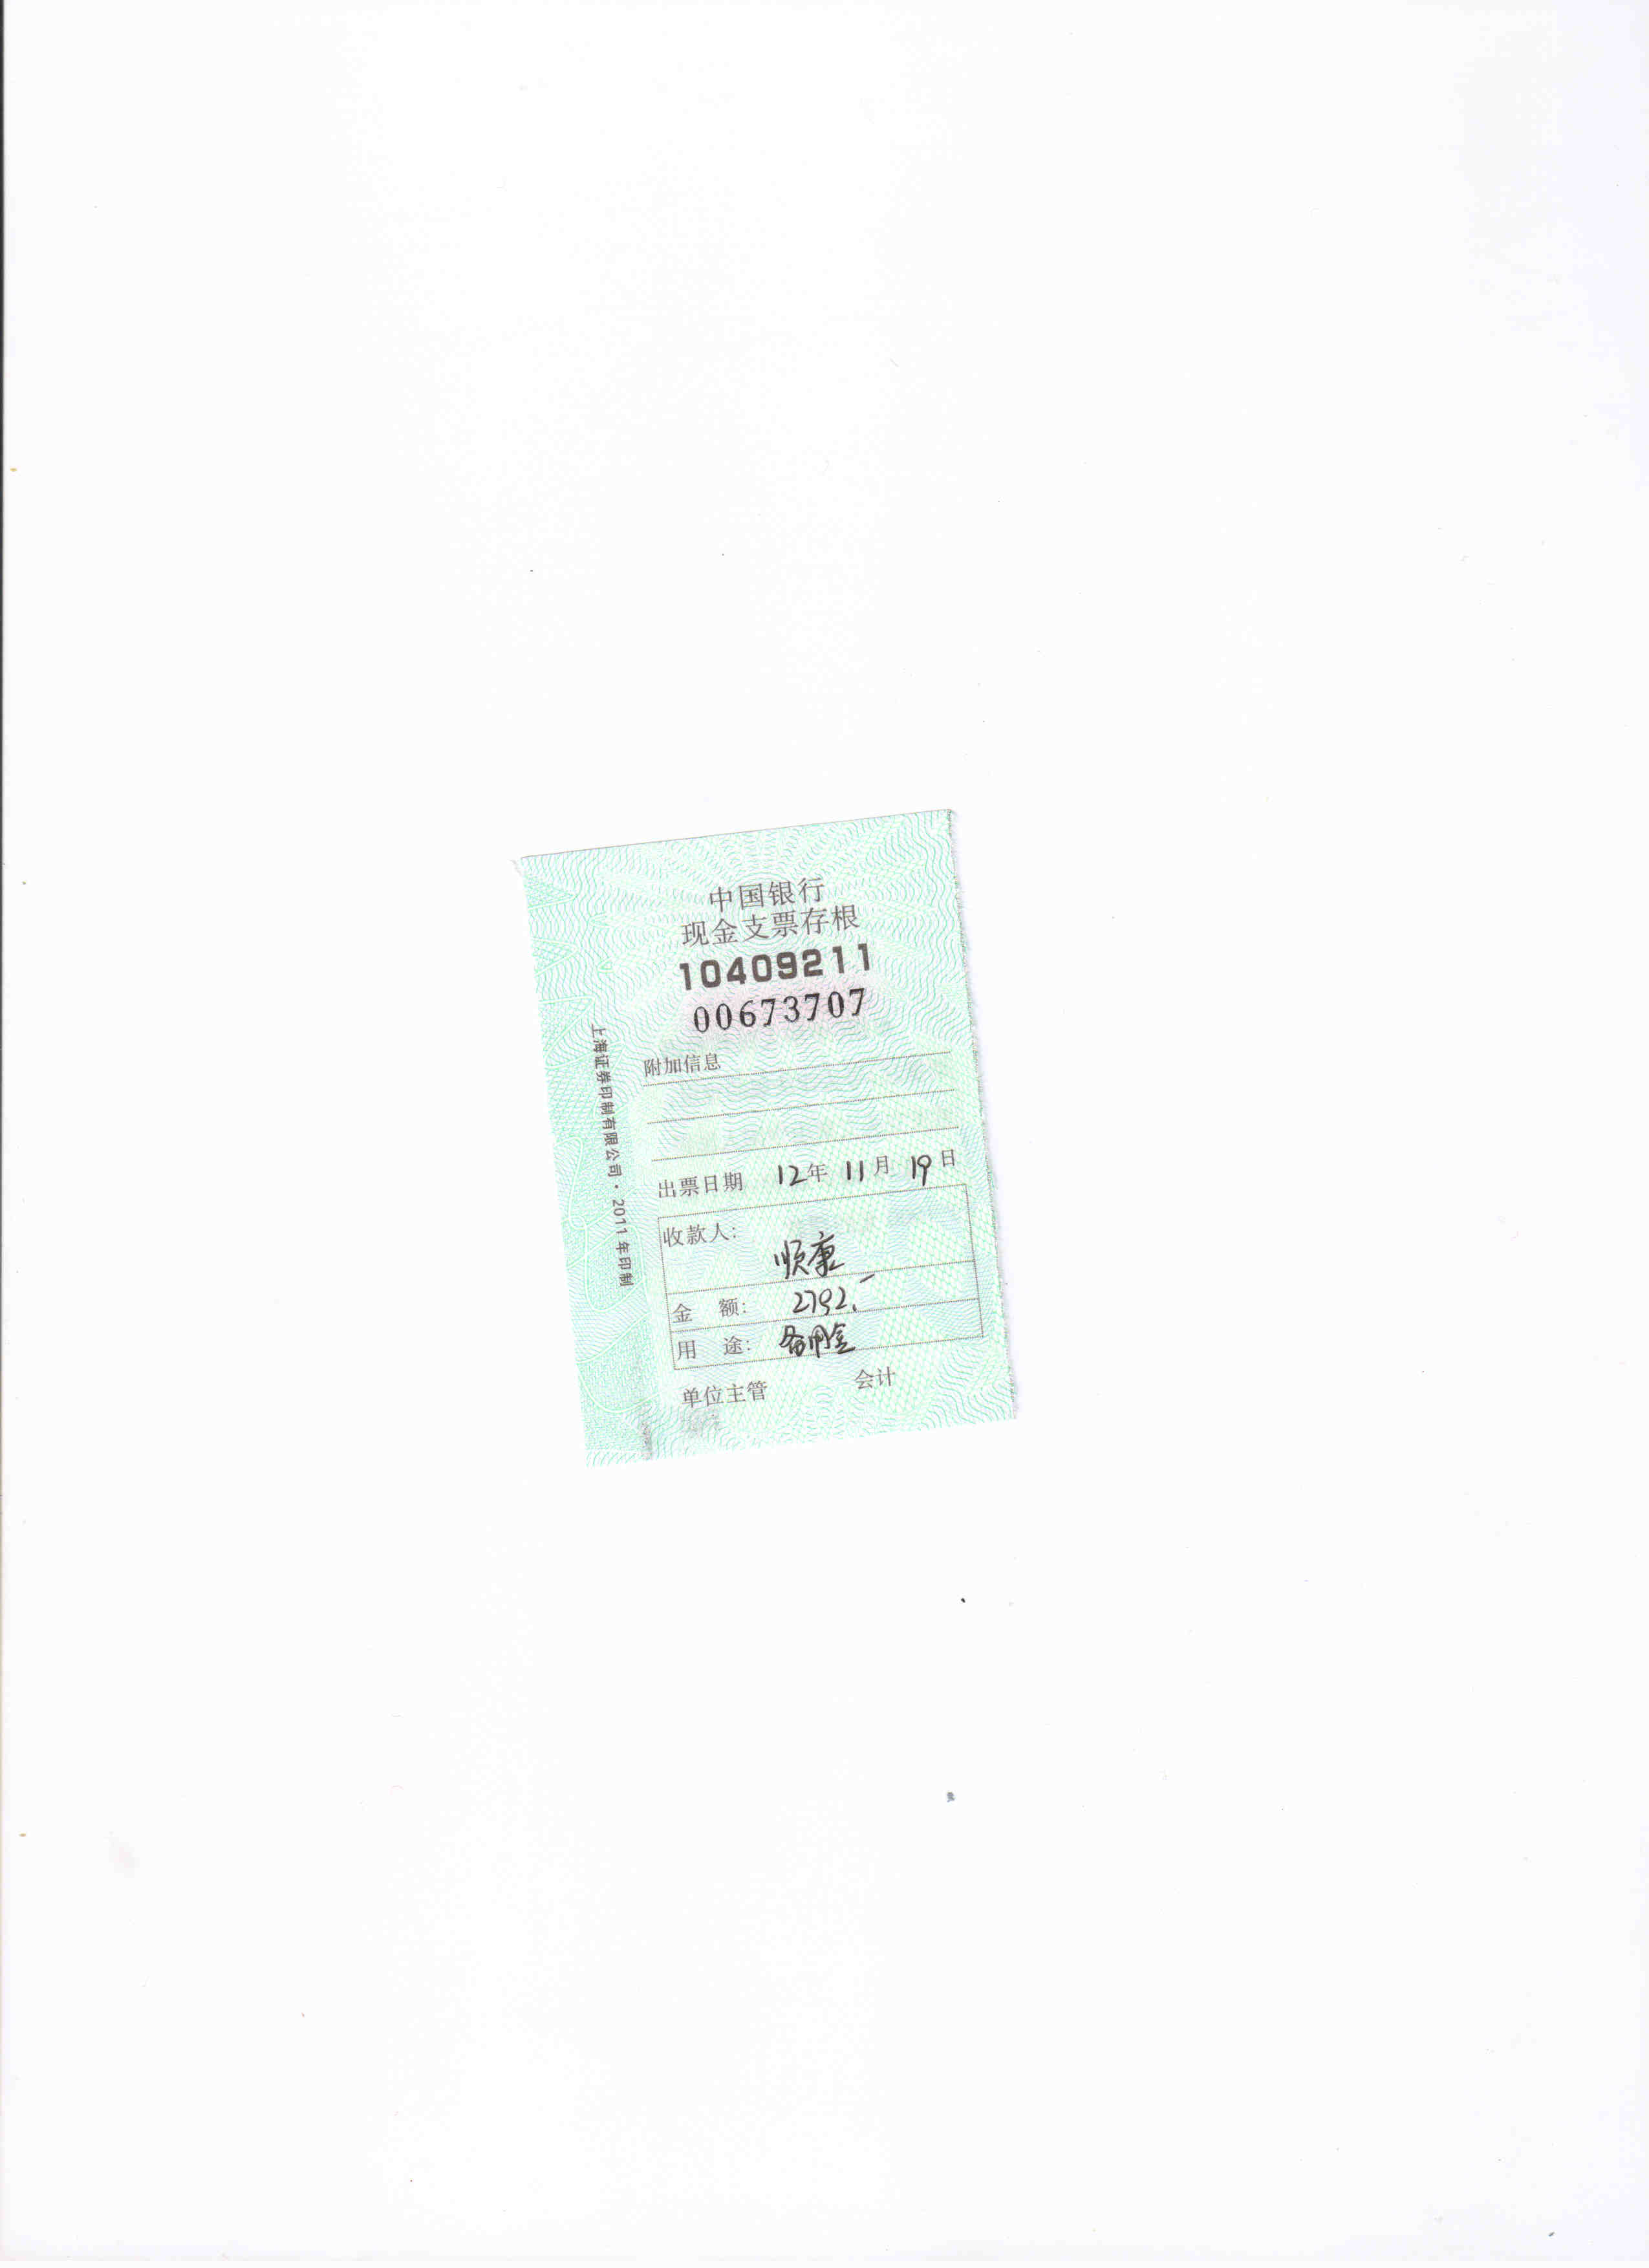 中国银行
现金支票存根
10409211
00673707
附加信息
出票日期 12年 11月 19日
收款人:
顺康
金 额: 2792.-
用 途: 备用金
单位主管 会计
上海证券印制有限公司·2011年印制